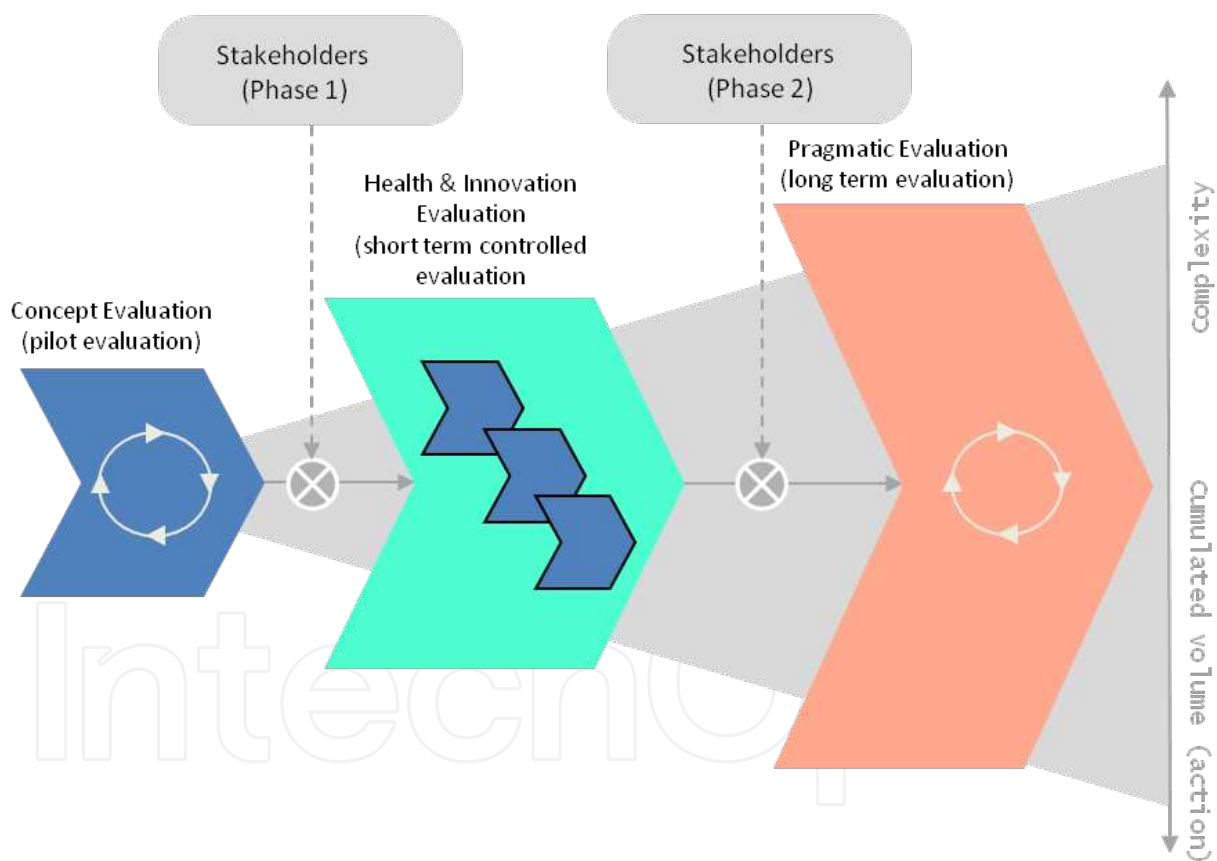 Stakeholders
(Phase 1)
Stakeholders
(Phase 2)
Pragmatic Evaluation
(long term evaluation)
Health & Innovation
Evaluation
(short term controlled
evaluation
Concept Evaluation
(pilot evaluation)
complexity
Cumulated volume (action)
IntechOp